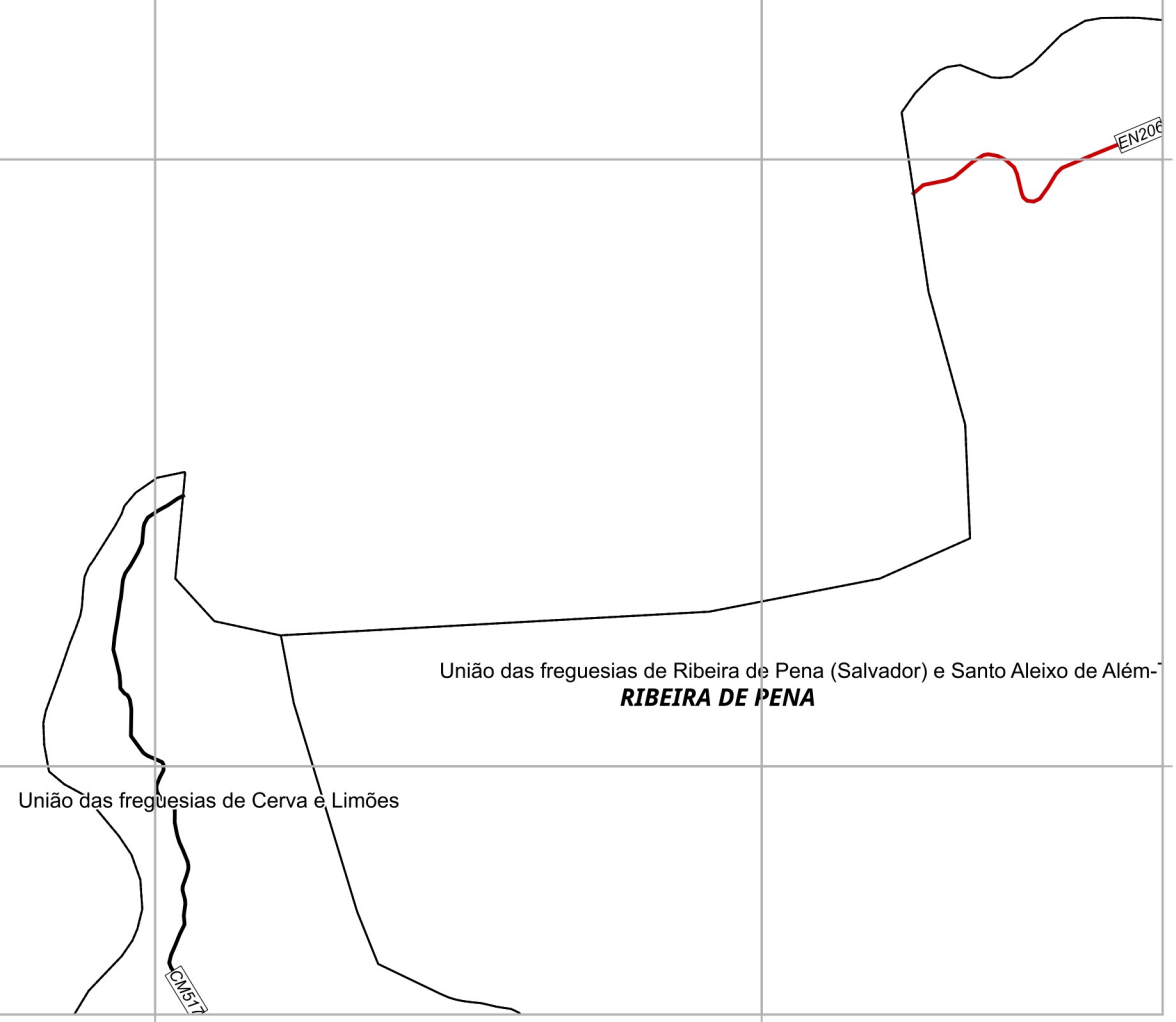 EN206
União das freguesias de Ribeira de Pena (Salvador) e Santo Aleixo de Além-
RIBEIRA DE PENA
União das freguesias de Cerva e Limões
CM517